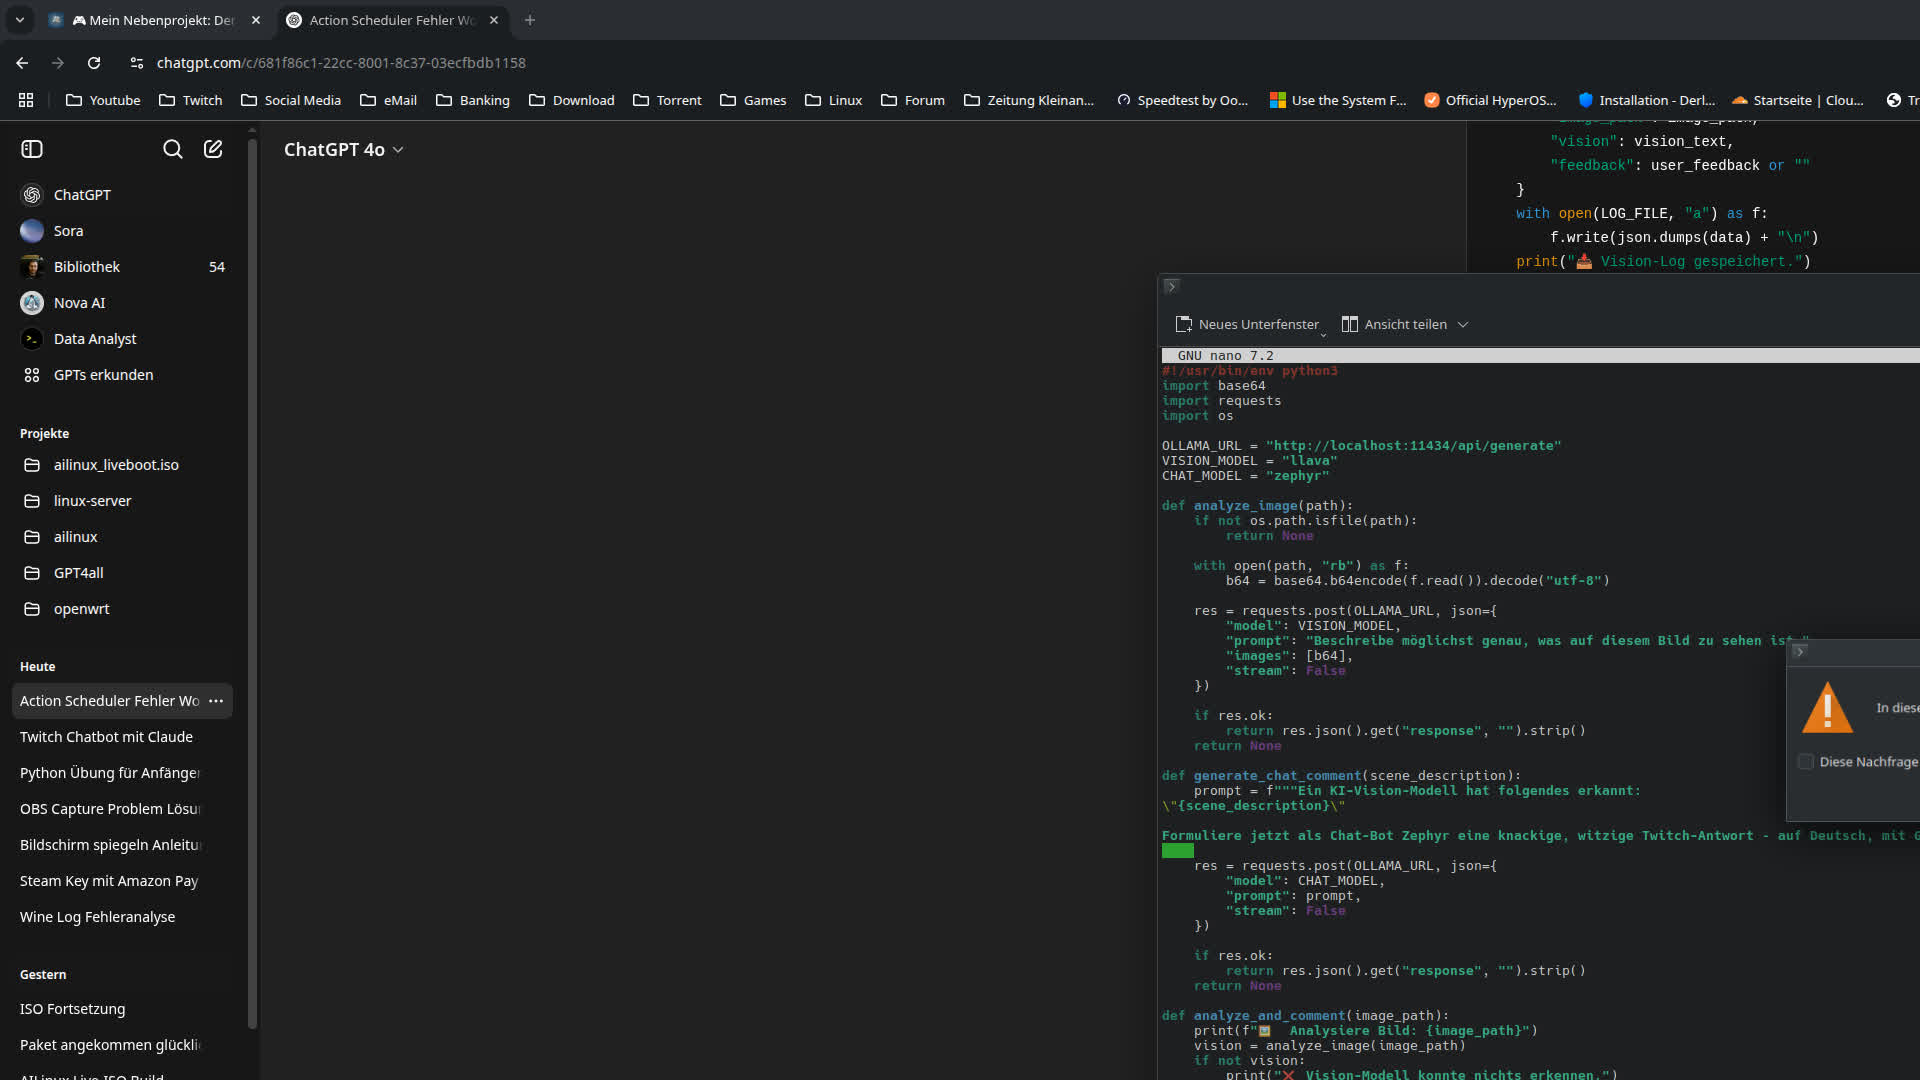 🎮 Mein Nebenprojekt: De
Action Scheduler Fehler Wo
chatgpt.com/c/681f86c1-22cc-8001-8c37-03ecfbdb1158
Youtube
Twitch
Social Media
eMail
Banking
Download
Torrent
Games
Linux
Forum
Zeitung Kleinan...
Speedtest by Oo...
Use the System F...
Official HyperOS...
Installation - Derl...
Startseite | Clou...
Tr
ChatGPT
Sora
Bibliothek 54
Nova AI
Data Analyst
GPTs erkunden
Projekte
ailinux_liveboot.iso
linux-server
ailinux
GPT4all
openwrt
Heute
Action Scheduler Fehler Wo
Twitch Chatbot mit Claude
Python Übung für Anfänger
OBS Capture Problem Lösu
Bildschirm spiegeln Anleitu
Steam Key mit Amazon Pay
Wine Log Fehleranalyse
Gestern
ISO Fortsetzung
Paket angekommen glückli
AILinux Live ISO Build
ChatGPT 4o
"image_path": image_path,
"vision": vision_text,
"feedback": user_feedback or ""
}
with open(LOG_FILE, "a") as f:
f.write(json.dumps(data) + "\n")
print("📥 Vision-Log gespeichert.")
Neues Unterfenster
Ansicht teilen
GNU nano 7.2
#!/usr/bin/env python3
import base64
import requests
import os
OLLAMA_URL = "http://localhost:11434/api/generate"
VISION_MODEL = "llava"
CHAT_MODEL = "zephyr"
def analyze_image(path):
if not os.path.isfile(path):
return None
with open(path, "rb") as f:
b64 = base64.b64encode(f.read()).decode("utf-8")
res = requests.post(OLLAMA_URL, json={
"model": VISION_MODEL,
"prompt": "Beschreibe möglichst genau, was auf diesem Bild zu sehen ist."
"images": [b64],
"stream": False
})
if res.ok:
return res.json().get("response", "").strip()
return None
def generate_chat_comment(scene_description):
prompt = f"""Ein KI-Vision-Modell hat folgendes erkannt:
\"{scene_description}\"
Formuliere jetzt als Chat-Bot Zephyr eine knackige, witzige Twitch-Antwort - auf Deutsch, mit G
res = requests.post(OLLAMA_URL, json={
"model": CHAT_MODEL,
"prompt": prompt,
"stream": False
})
if res.ok:
return res.json().get("response", "").strip()
return None
def analyze_and_comment(image_path):
print(f"🖼️ Analysiere Bild: {image_path}")
vision = analyze_image(image_path)
if not vision:
print("❌ Vision-Modell konnte nichts erkennen.")
In diese
Diese Nachfrage